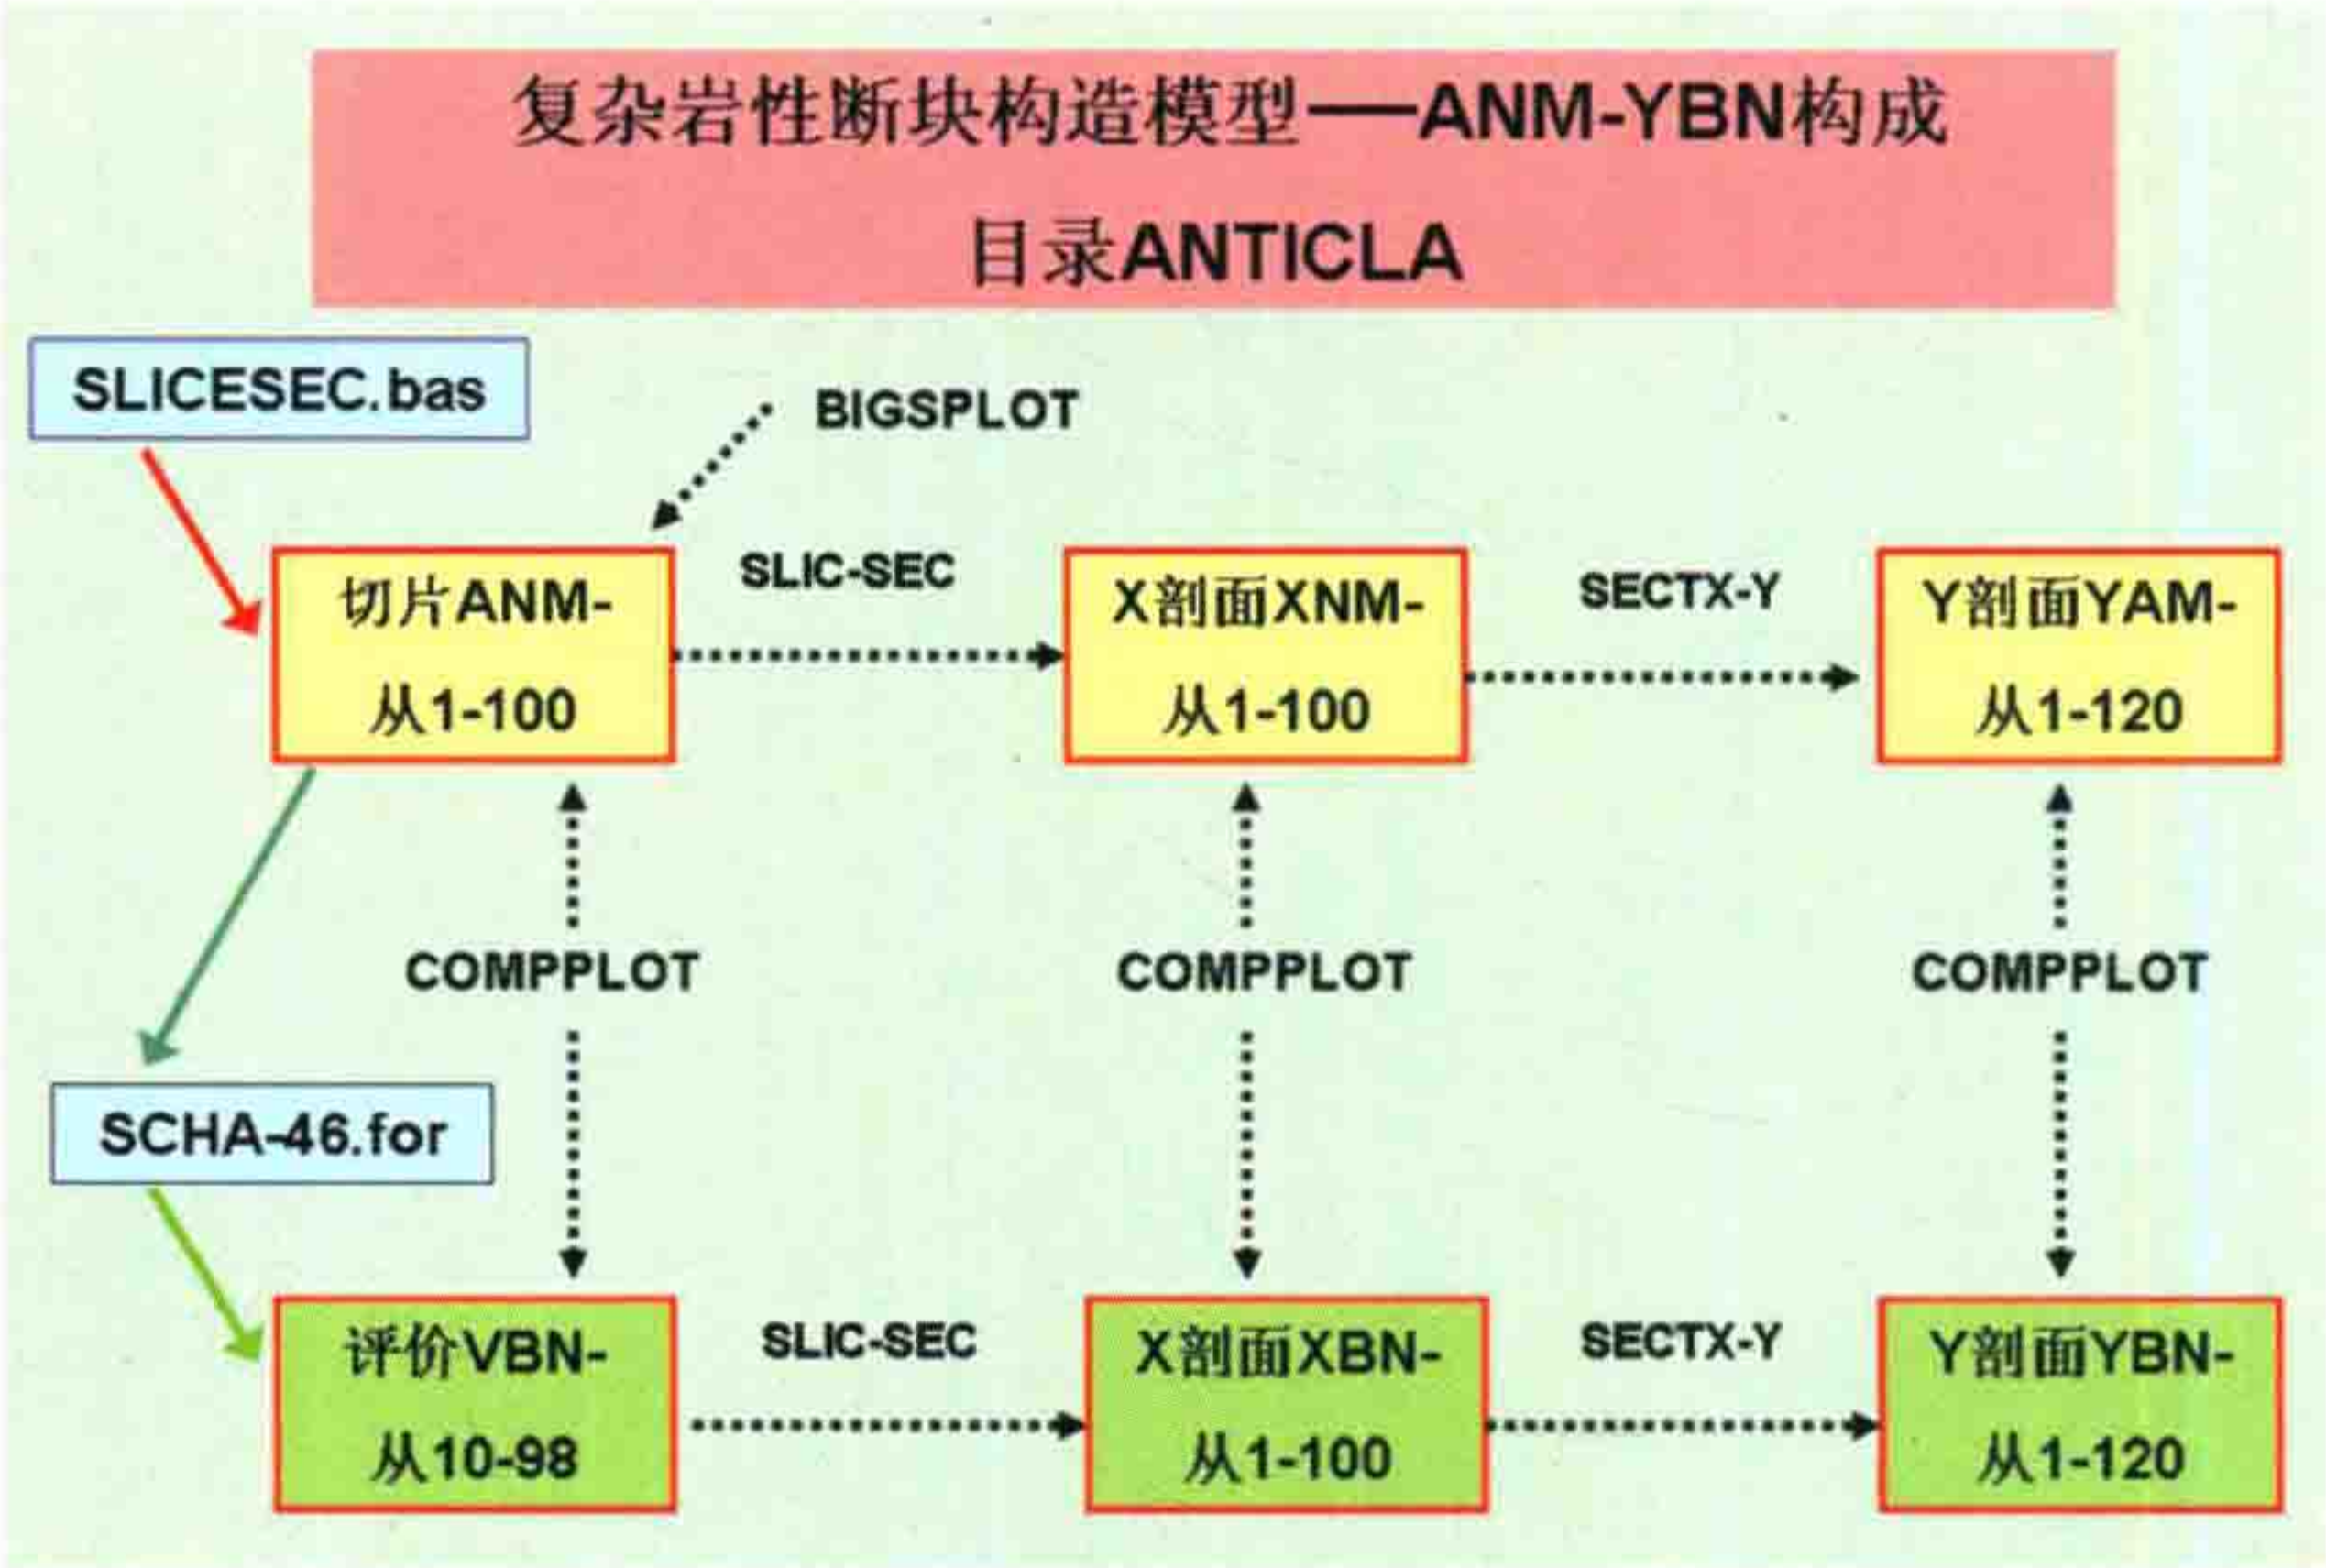 复杂岩性断块构造模型——ANM-YBN构成
目录ANTICLA
SLICESEC.bas
BIGSPLOT
切片ANM-
从1-100
SLIC-SEC
X剖面XNM-
从1-100
SECTX-Y
Y剖面YAM-
从1-120
COMPPLOT
COMPPLOT
COMPPLOT
SCHA-46.for
评价VBN-
从10-98
SLIC-SEC
X剖面XBN-
从1-100
SECTX-Y
Y剖面YBN-
从1-120